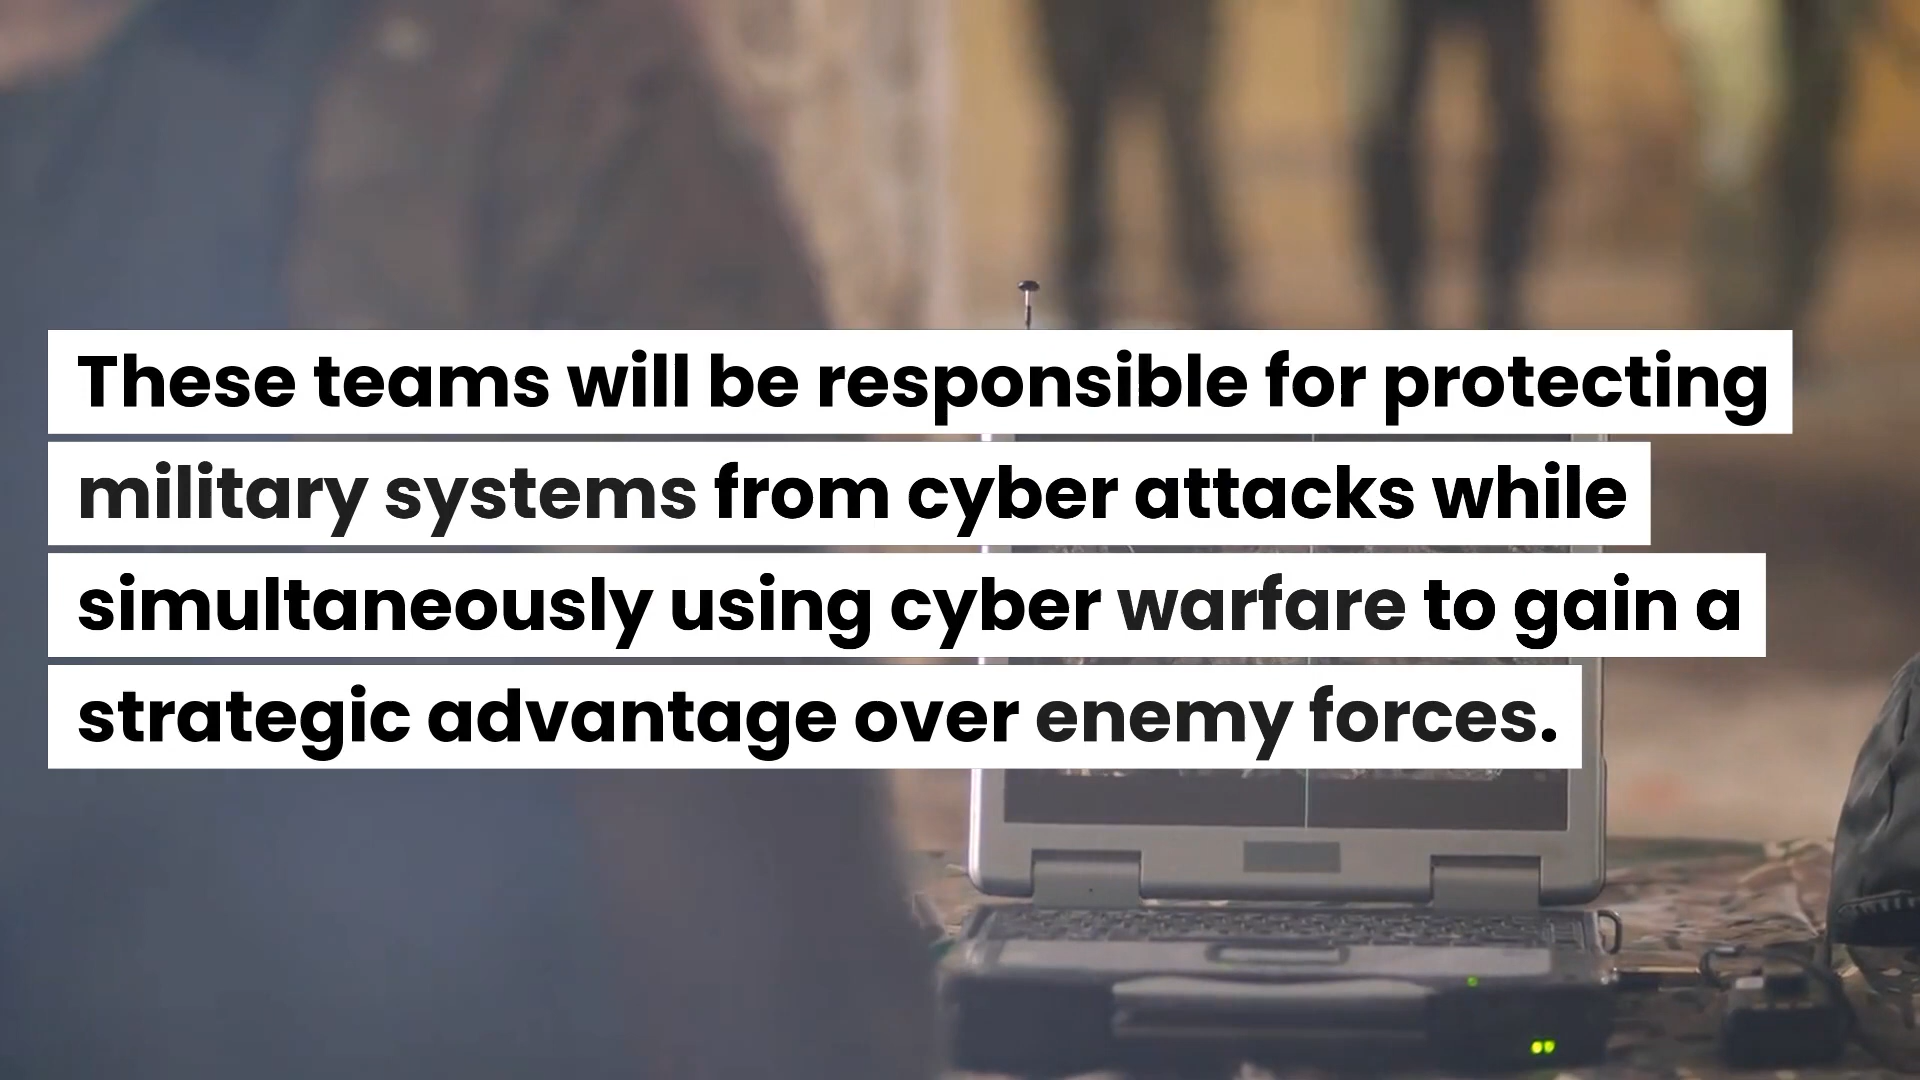 These teams will be responsible for protecting
military systems from cyber attacks while
simultaneously using cyber warfare to gain a
strategic advantage over enemy forces.